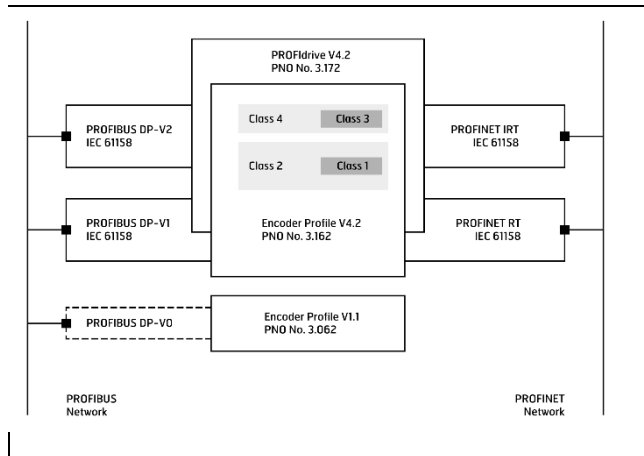 PROFIdrive V4.2
PNO No. 3.172
Class 4
Class 3
PROFIBUS DP-V2
IEC 61158
PROFINET IRT
IEC 61158
Class 2
Class 1
PROFIBUS DP-V1
IEC 61158
Encoder Profile V4.2
PNO No. 3.162
PROFINET RT
IEC 61158
PROFIBUS DP-V0
Encoder Profile V1.1
PNO No. 3.062
PROFIBUS
Network
PROFINET
Network